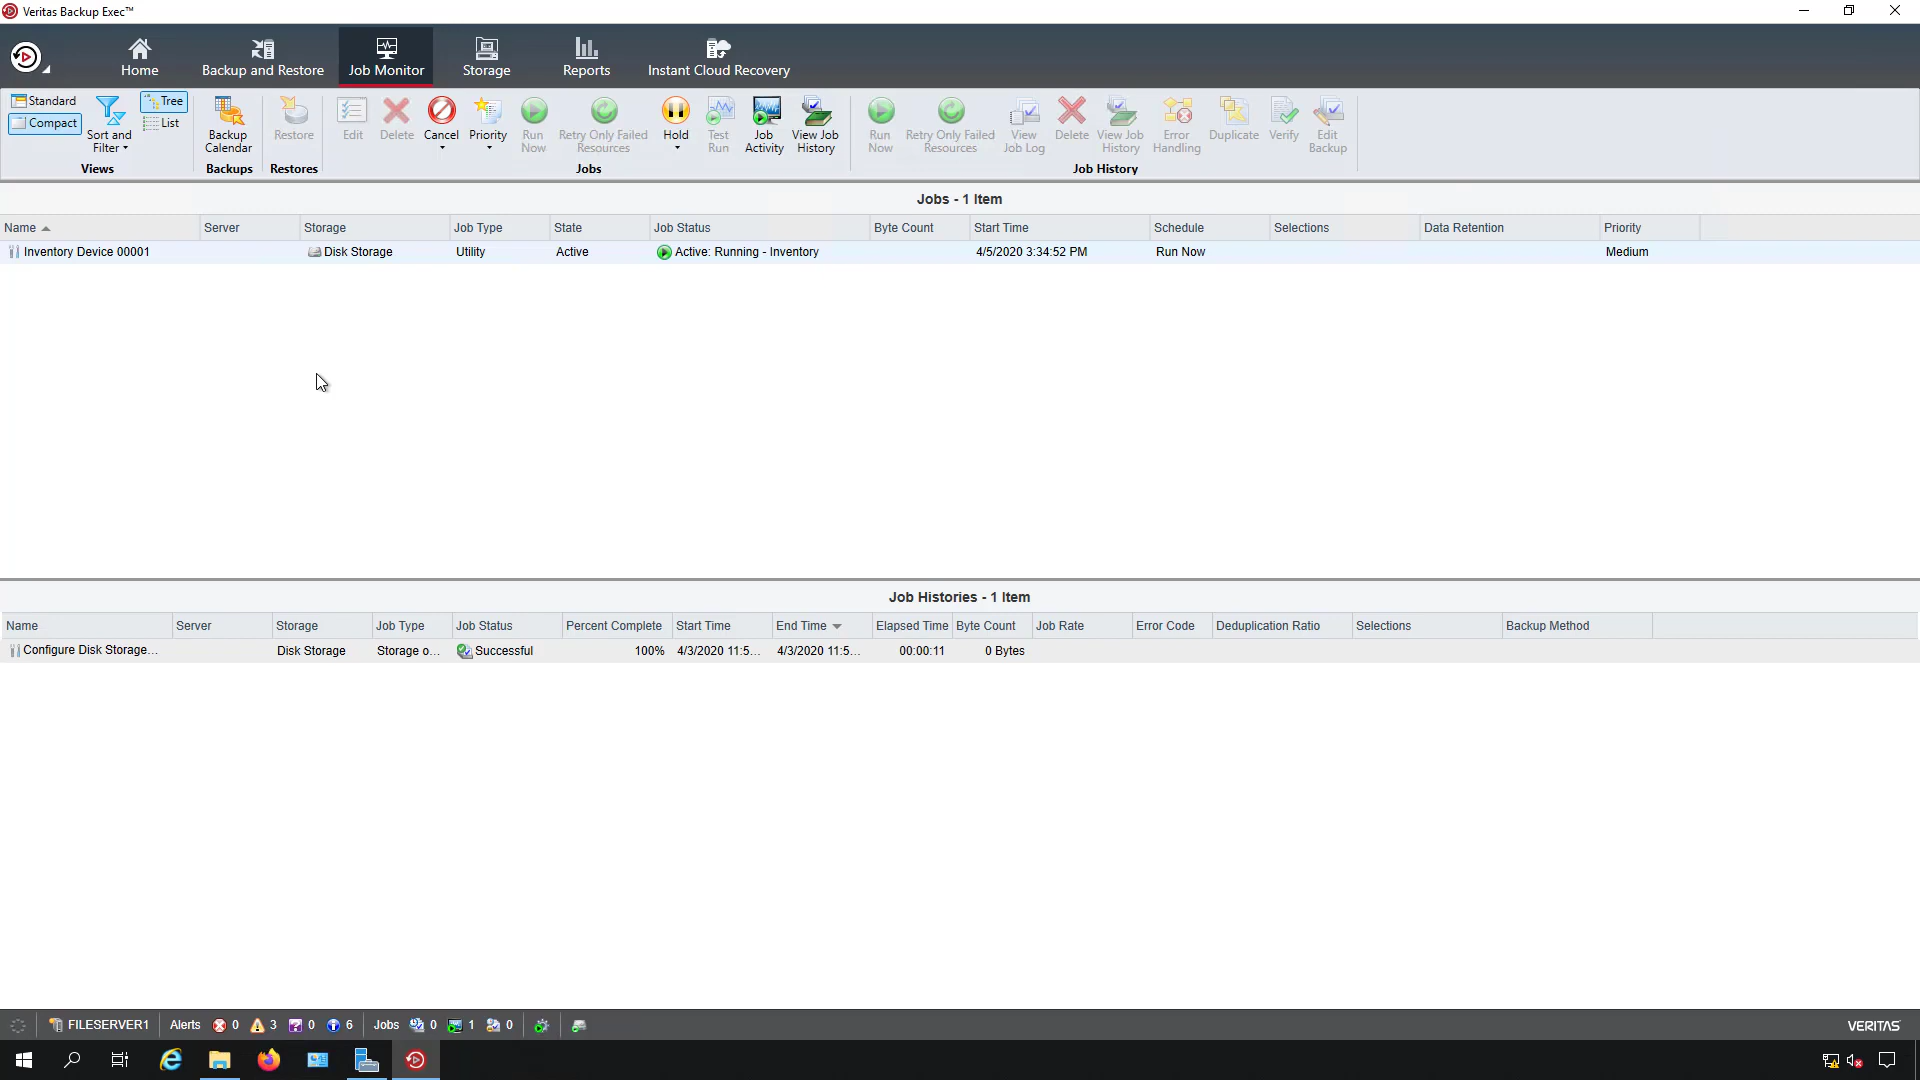 Veritas Backup Exec™
Home
Backup and Restore
Job Monitor
Storage
Reports
Instant Cloud Recovery
Standard
Compact
Sort and
Filter
Tree
List
Views
Backup
Calendar
Backups
Restore
Restores
Edit
Delete
Cancel
Priority
Run
Now
Retry Only Failed
Resources
Hold
Test
Run
Job
Activity
View Job
History
Jobs
Run
Now
Retry Only Failed
Resources
View
Job Log
Delete
View Job
History
Error
Handling
Duplicate
Verify
Edit
Backup
Job History
Jobs - 1 Item
Name Server Storage Job Type State Job Status Byte Count Start Time Schedule Selections Data Retention Priority
Inventory Device 00001 Disk Storage Utility Active Active: Running - Inventory 4/5/2020 3:34:52 PM Run Now Medium
Job Histories - 1 Item
Name Server Storage Job Type Job Status Percent Complete Start Time End Time Elapsed Time Byte Count Job Rate Error Code Deduplication Ratio Selections Backup Method
Configure Disk Storage... Disk Storage Storage o... Successful 100% 4/3/2020 11:5... 4/3/2020 11:5... 00:00:11 0 Bytes
FILESERVER1 Alerts 0 3 0 6 Jobs 0 1 0 VERITAS